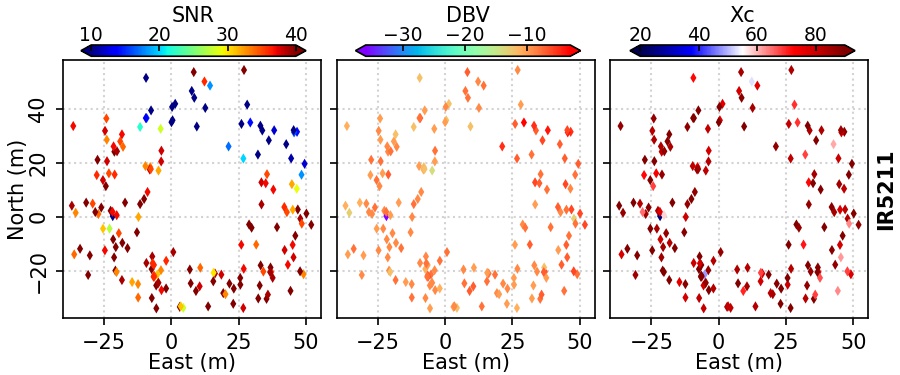 SNR DBV Xc
10 20 30 40 −30 −20 −10 20 40 60 80
40
20
0
−20
North (m)
IR5211
−25 0 25 50 −25 0 25 50 −25 0 25 50
East (m) East (m) East (m)